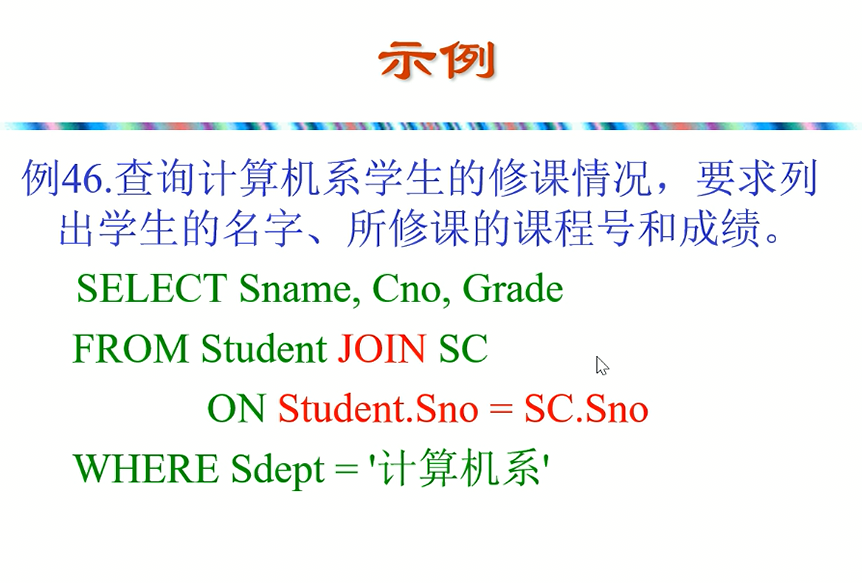 示例
例46.查询计算机系学生的修课情况，要求列
出学生的名字、所修课的课程号和成绩。
SELECT Sname, Cno, Grade
FROM Student JOIN SC
ON Student.Sno = SC.Sno
WHERE Sdept = '计算机系'